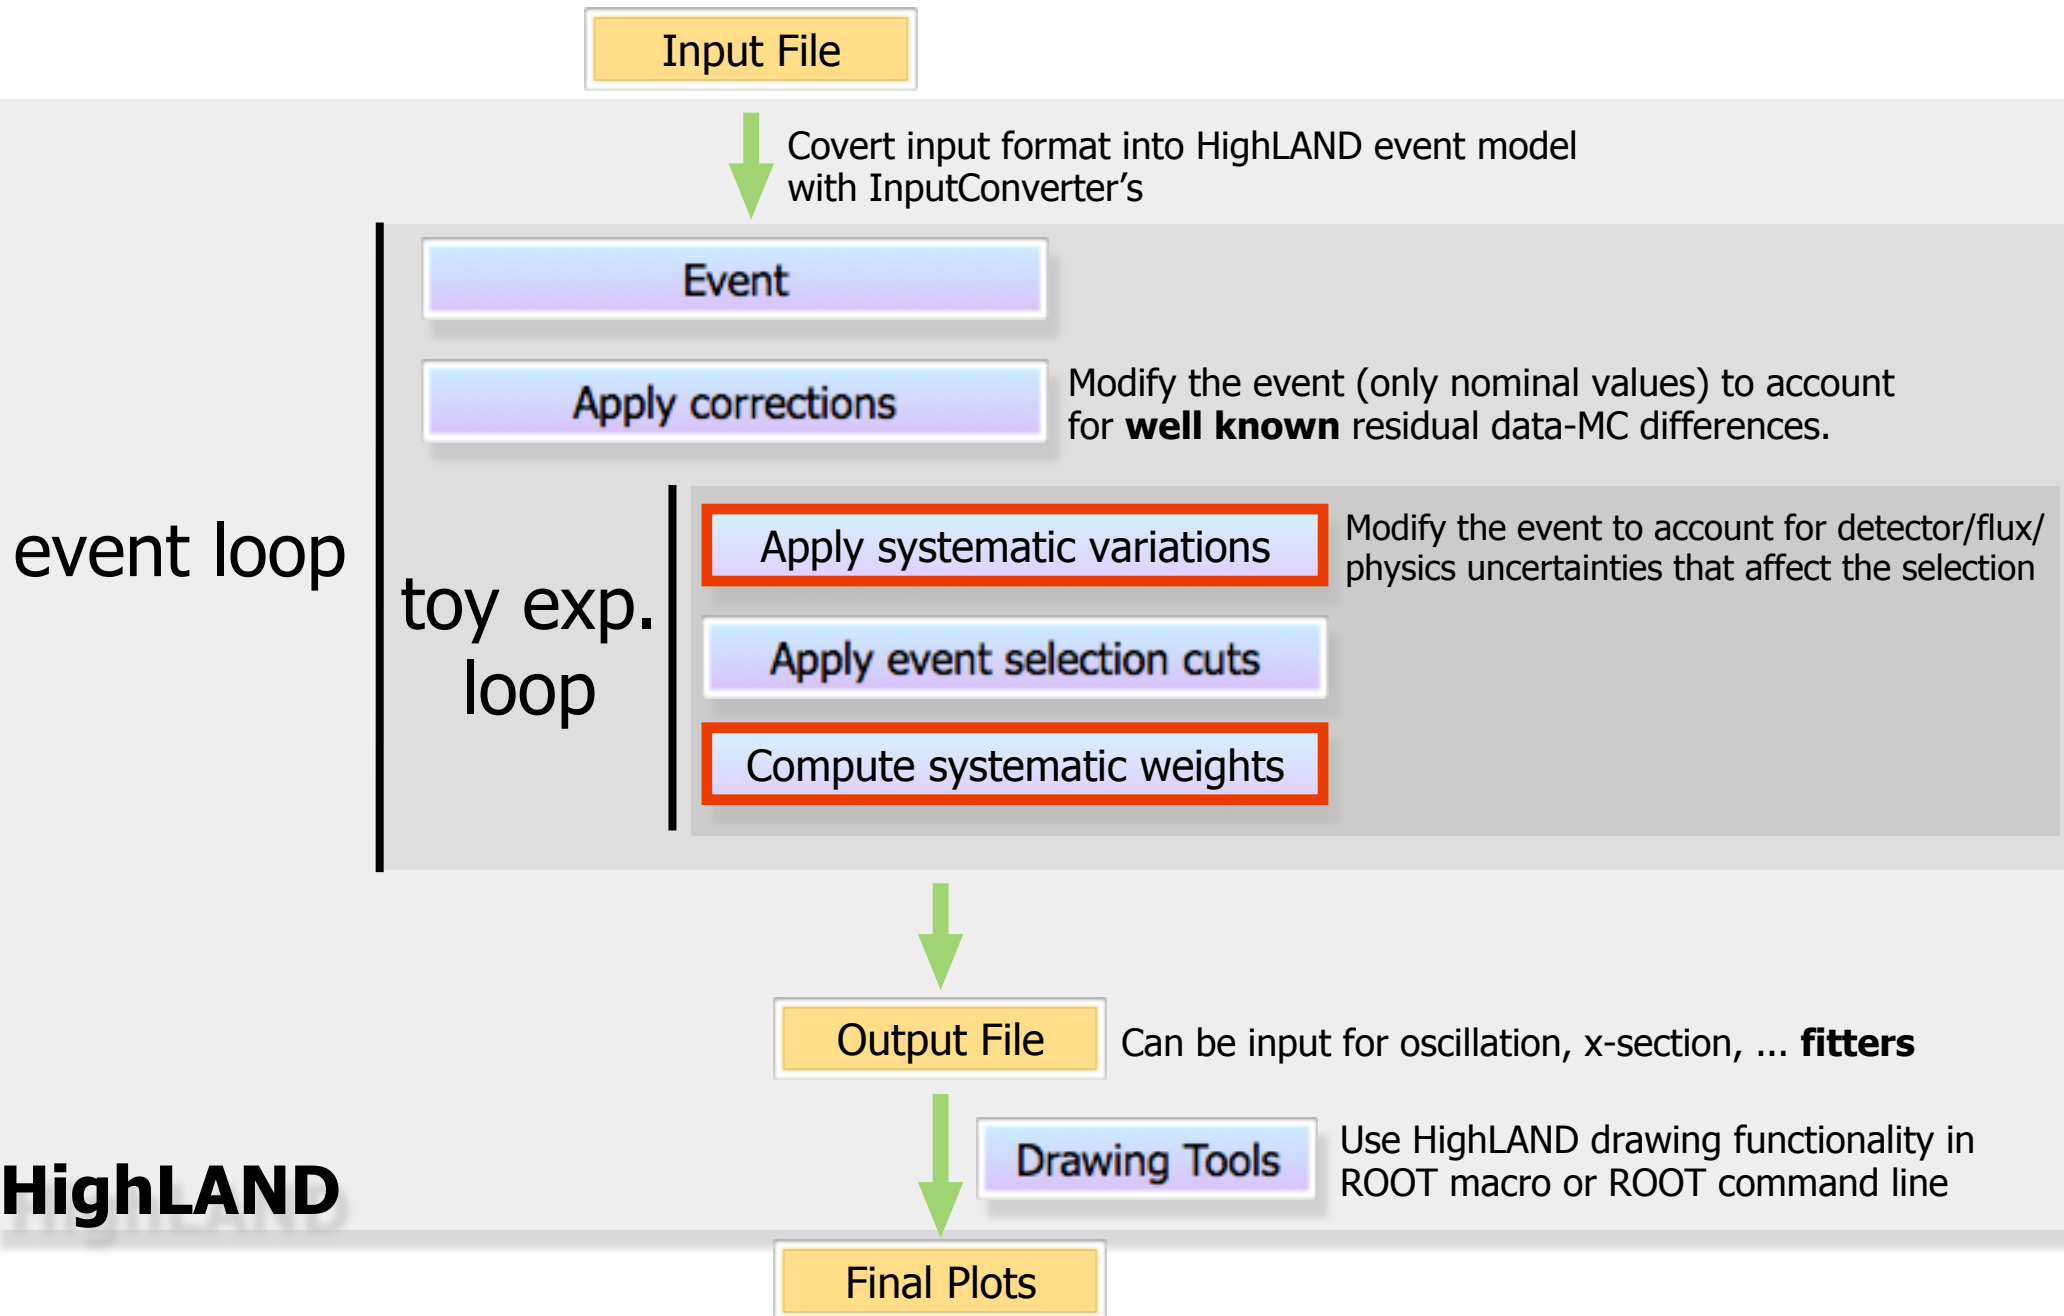 Input File
Covert input format into HighLAND event model
with InputConverter’s
Event
Apply corrections
Modify the event (only nominal values) to account
for well known residual data-MC differences.
event loop
toy exp.
loop
Apply systematic variations
Modify the event to account for detector/flux/
physics uncertainties that affect the selection
Apply event selection cuts
Compute systematic weights
Output File
Can be input for oscillation, x-section, ... fitters
Drawing Tools
Use HighLAND drawing functionality in
ROOT macro or ROOT command line
HighLAND
Final Plots